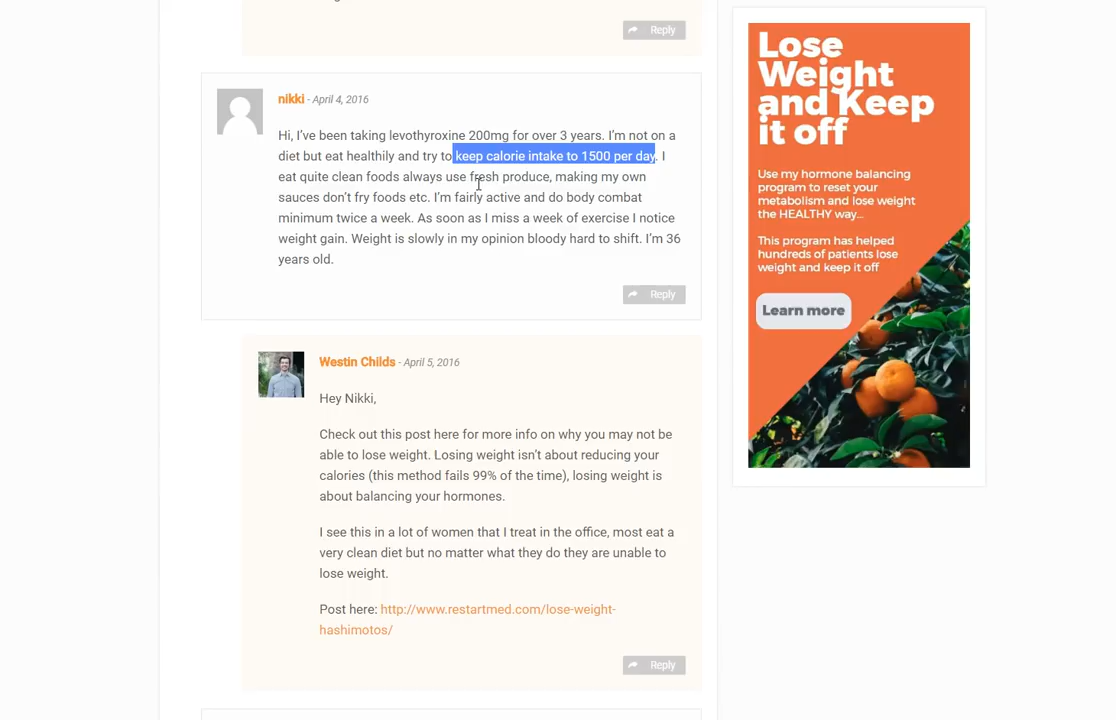 Reply
nikki - April 4, 2016
Hi, I've been taking levothyroxine 200mg for over 3 years. I'm not on a
diet but eat healthily and try to keep calorie intake to 1500 per day. I
eat quite clean foods always use fresh produce, making my own
sauces don't fry foods etc. I'm fairly active and do body combat
minimum twice a week. As soon as I miss a week of exercise I notice
weight gain. Weight is slowly in my opinion bloody hard to shift. I'm 36
years old.
Reply
Westin Childs - April 5, 2016
Hey Nikki,
Check out this post here for more info on why you may not be
able to lose weight. Losing weight isn't about reducing your
calories (this method fails 99% of the time), losing weight is
about balancing your hormones.
I see this in a lot of women that I treat in the office, most eat a
very clean diet but no matter what they do they are unable to
lose weight.
Post here: http://www.restartmed.com/lose-weight-
hashimotos/
Reply
Lose
Weight
and Keep
it off
Use my hormone balancing
program to reset your
metabolism and lose weight
the HEALTHY way...
This program has helped
hundreds of patients lose
weight and keep it off
Learn more